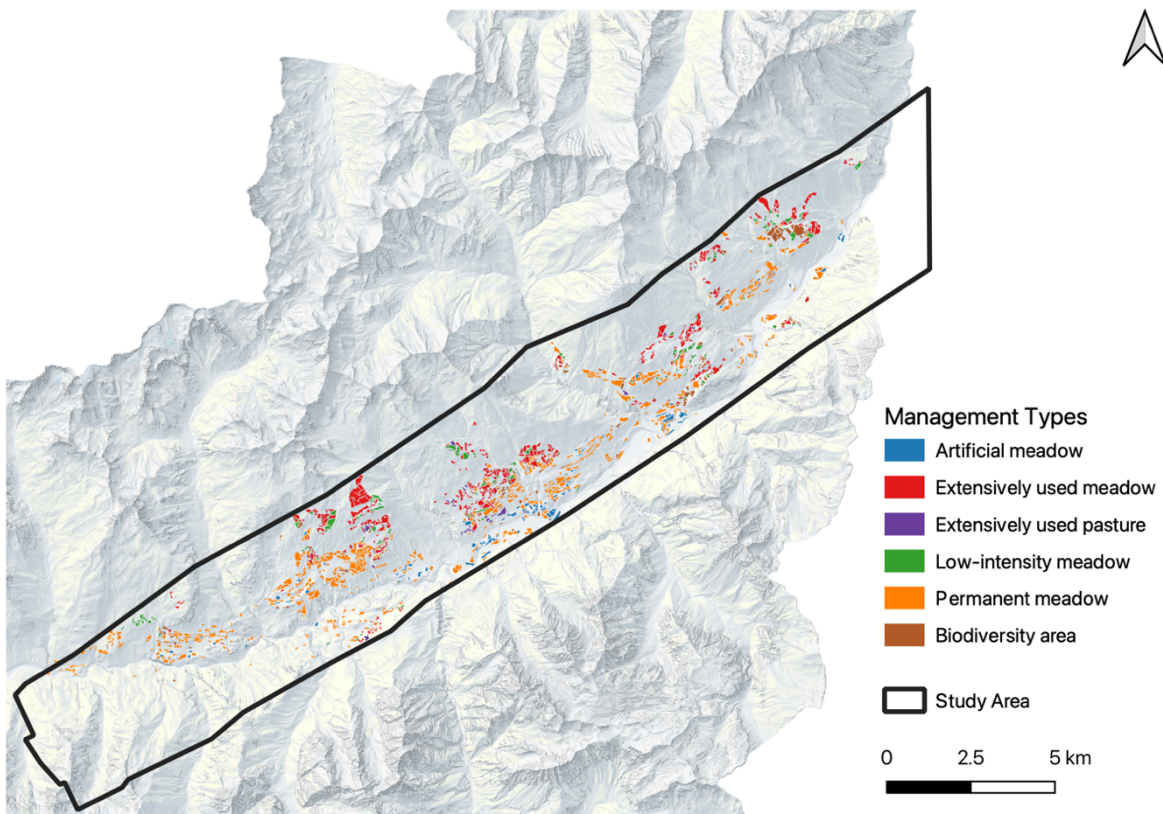 Management Types
Artificial meadow
Extensively used meadow
Extensively used pasture
Low-intensity meadow
Permanent meadow
Biodiversity area
Study Area
0 2.5 5 km